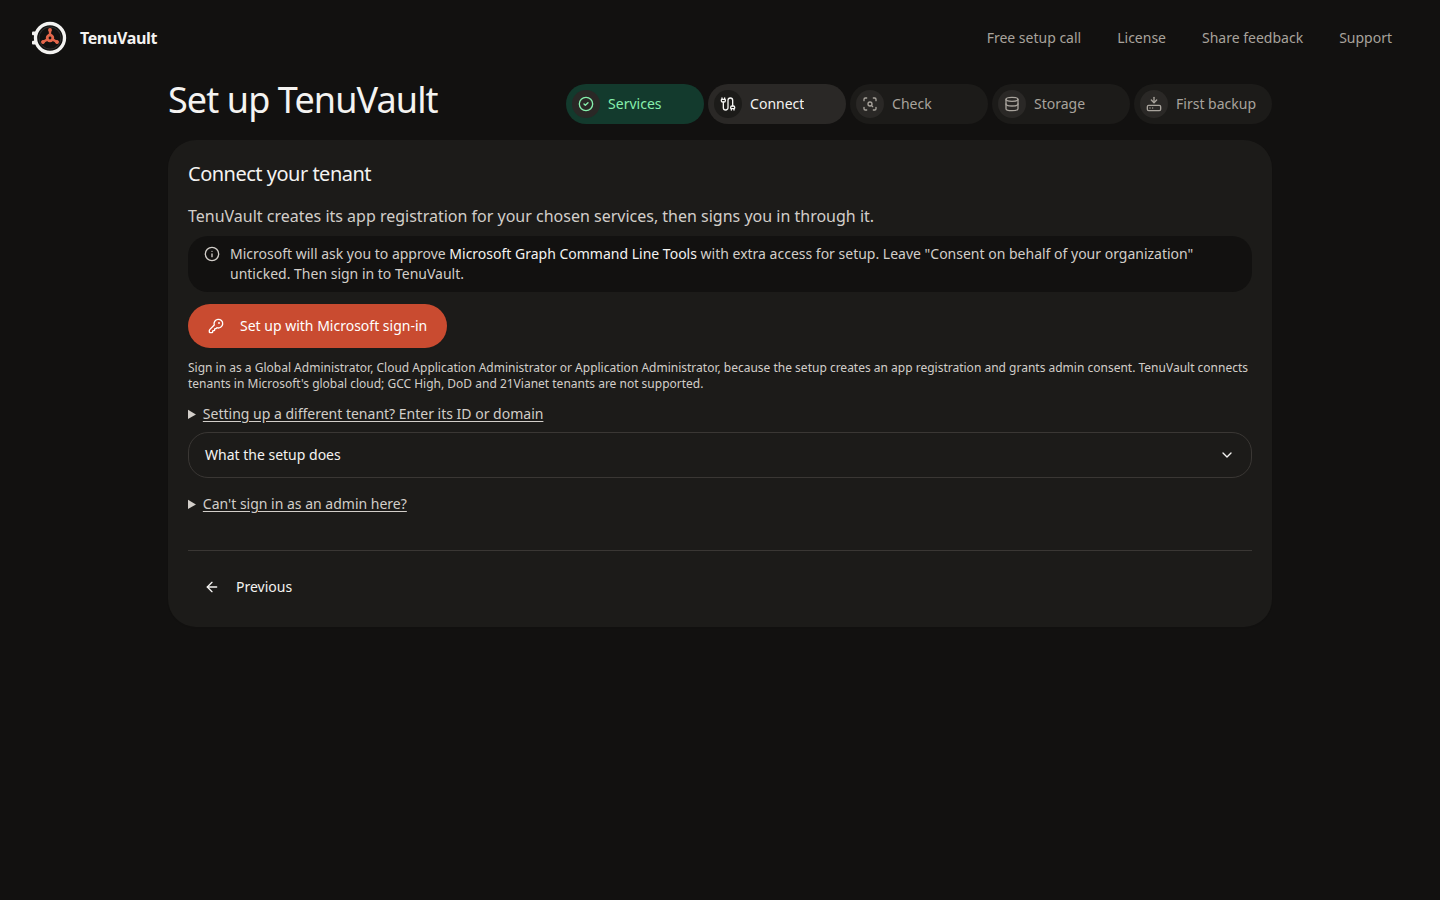 TenuVault
Free setup call
License
Share feedback
Support
Set up TenuVault
Services
Connect
Check
Storage
First backup
Connect your tenant
TenuVault creates its app registration for your chosen services, then signs you in through it.
Microsoft will ask you to approve Microsoft Graph Command Line Tools with extra access for setup. Leave "Consent on behalf of your organization"
unticked. Then sign in to TenuVault.
Set up with Microsoft sign-in
Sign in as a Global Administrator, Cloud Application Administrator or Application Administrator, because the setup creates an app registration and grants admin consent. TenuVault connects
tenants in Microsoft's global cloud; GCC High, DoD and 21Vianet tenants are not supported.
Setting up a different tenant? Enter its ID or domain
What the setup does
Can't sign in as an admin here?
Previous